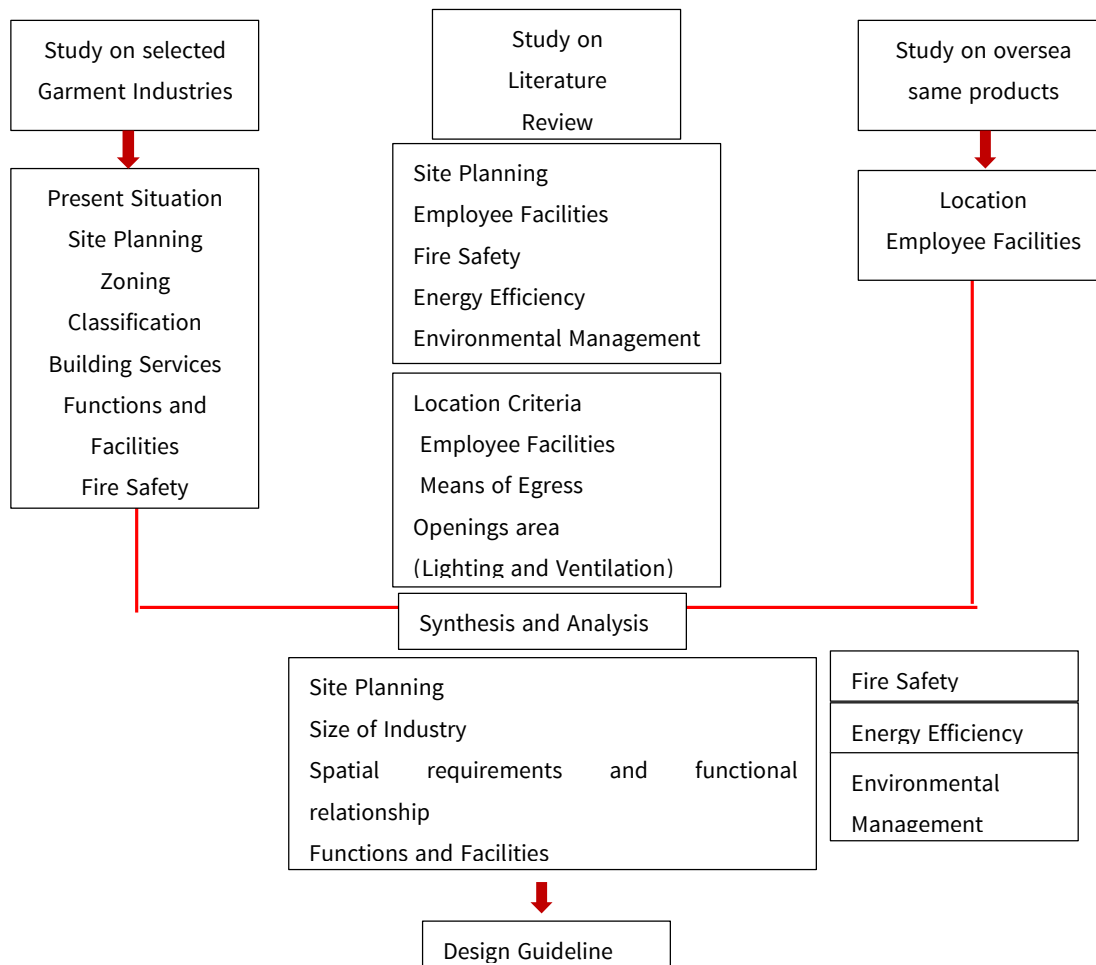 Study on selected
Garment Industries
Study on
Literature
Review
Study on oversea
same products
Present Situation
Site Planning
Zoning
Classification
Building Services
Functions and
Facilities
Fire Safety
Site Planning
Employee Facilities
Fire Safety
Energy Efficiency
Environmental Management
Location
Employee Facilities
Location Criteria
Employee Facilities
Means of Egress
Openings area
(Lighting and Ventilation)
Synthesis and Analysis
Site Planning
Size of Industry
Spatial requirements and functional
relationship
Functions and Facilities
Fire Safety
Energy Efficiency
Environmental
Management
Design Guideline